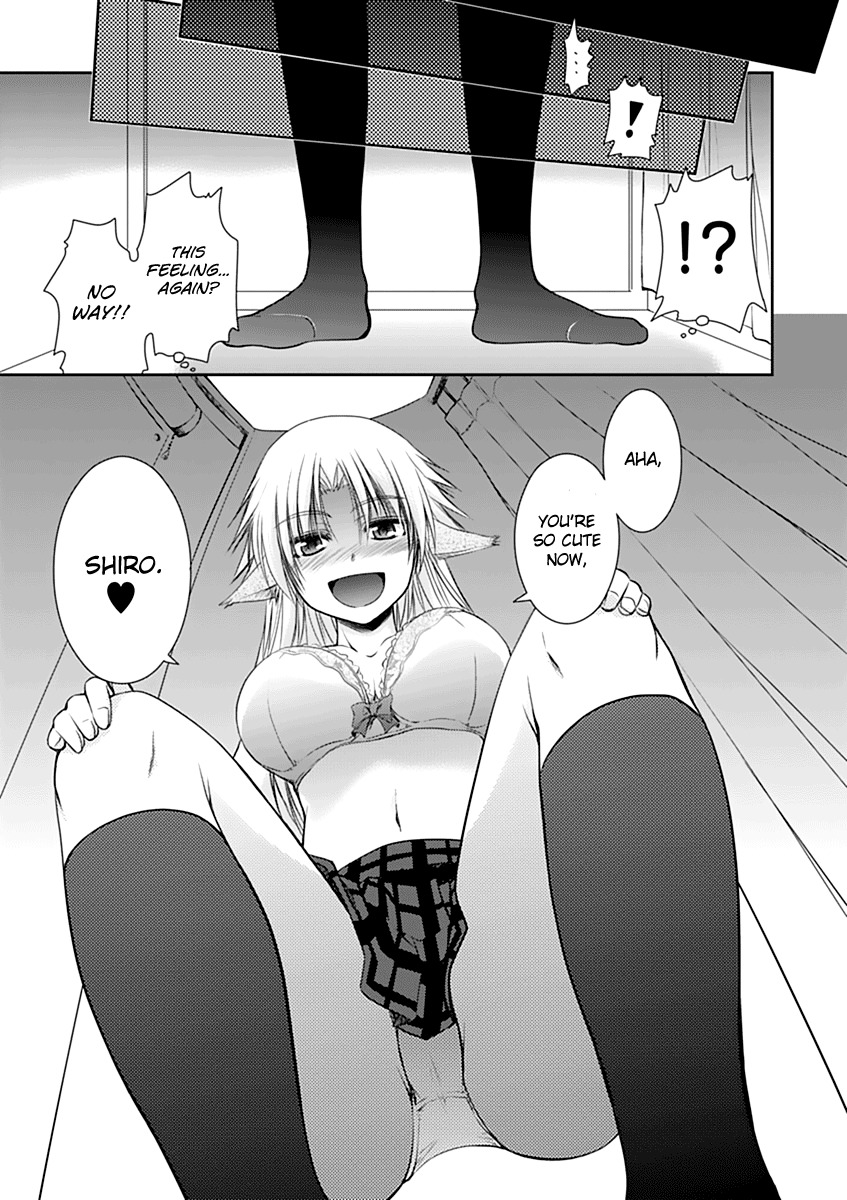 ...
!
!?
THIS
FEELING...
AGAIN?
NO
WAY!!
AHA,
YOU'RE
SO CUTE
NOW,
SHIRO.
♥